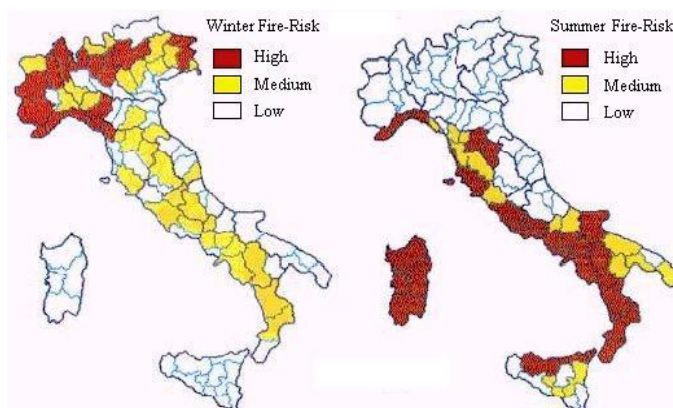 Winter Fire-Risk
High
Medium
Low
Summer Fire-Risk
High
Medium
Low